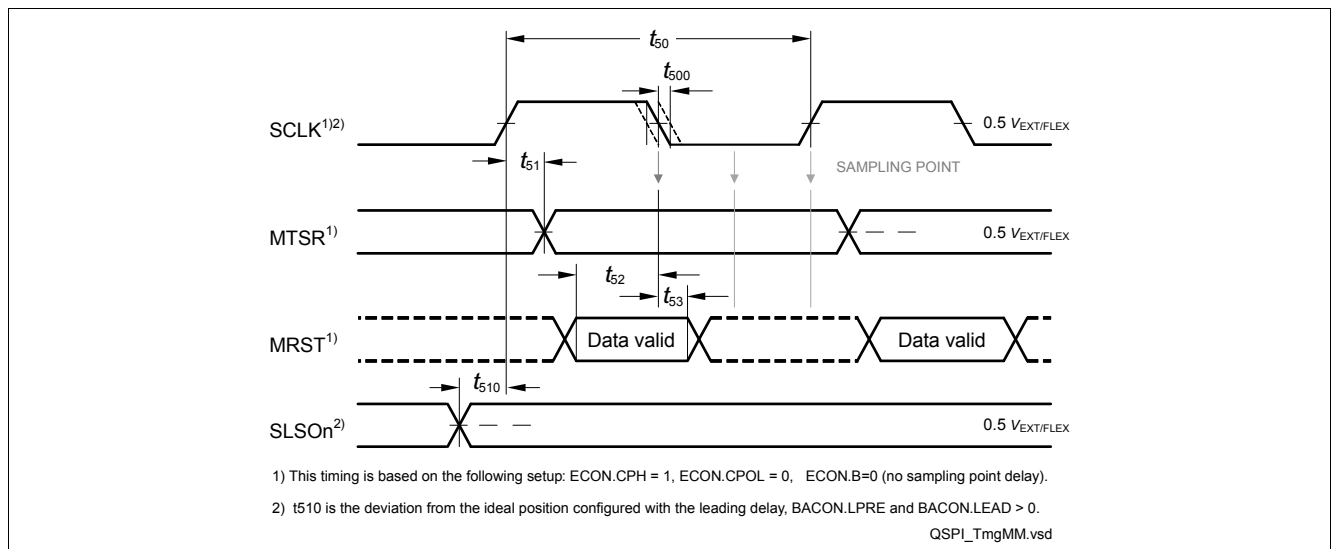 t50
t500
SCLK1)2)
0.5 VEXT/FLEX
t51
SAMPLING POINT
MTSR1)
0.5 VEXT/FLEX
t52
t53
MRST1)
Data valid
Data valid
t510
SLSOn2)
0.5 VEXT/FLEX
1) This timing is based on the following setup: ECON.CPH = 1, ECON.CPOL = 0, ECON.B=0 (no sampling point delay).
2) t510 is the deviation from the ideal position configured with the leading delay, BACON.LPRE and BACON.LEAD > 0.
QSPI_TmgMM.vsd